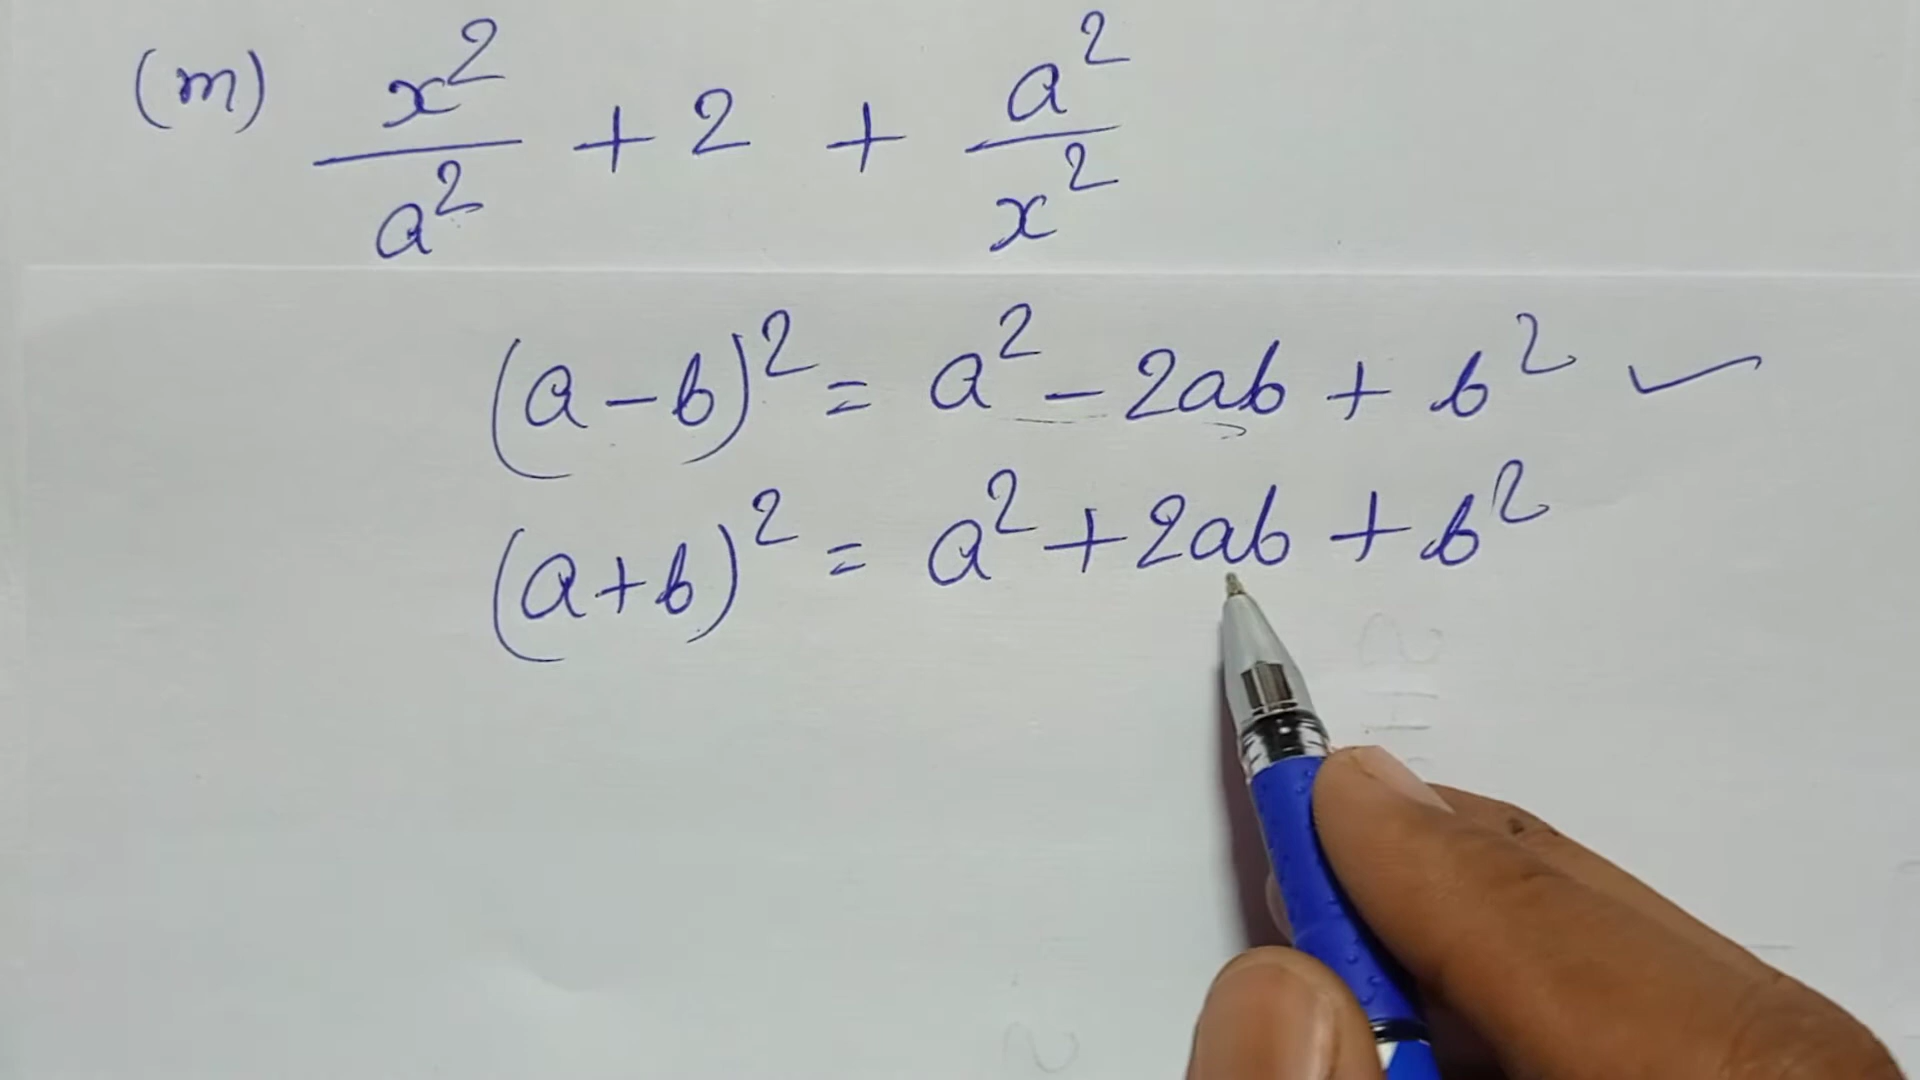 (m) x²/a² + 2 + a²/x²
(a-b)² = a² - 2ab + b² ✓
(a+b)² = a² + 2ab + b²